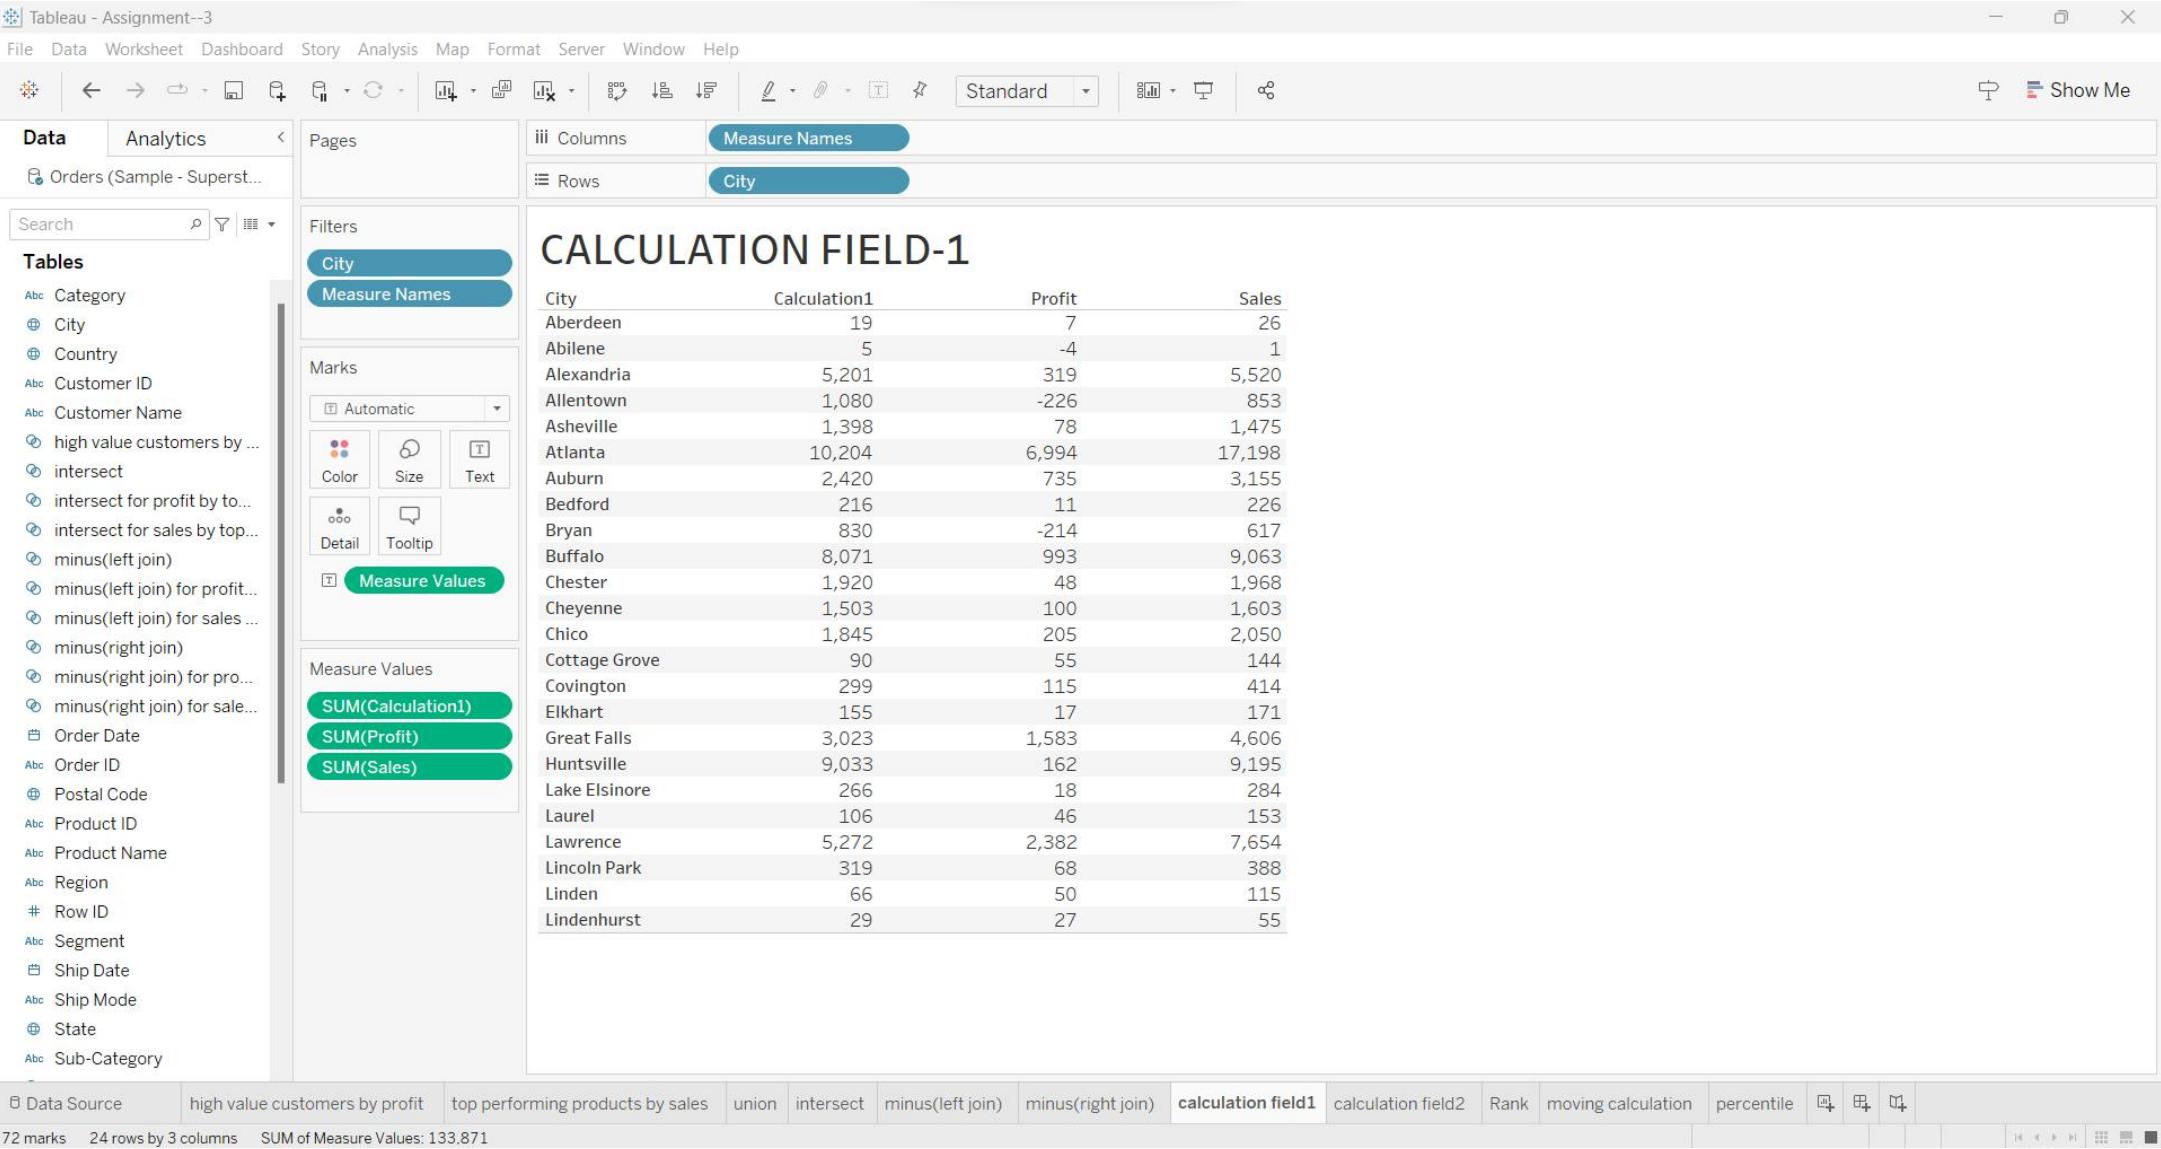 Tableau - Assignment--3
File Data Worksheet Dashboard Story Analysis Map Format Server Window Help
Standard
Show Me
Data Analytics
Orders (Sample - Superst...
Search
Tables
Abc Category
City
Country
Abc Customer ID
Abc Customer Name
high value customers by ...
intersect
intersect for profit by to...
intersect for sales by top...
minus(left join)
minus(left join) for profit...
minus(left join) for sales ...
minus(right join)
minus(right join) for pro...
minus(right join) for sale...
Order Date
Abc Order ID
Postal Code
Abc Product ID
Abc Product Name
Abc Region
# Row ID
Abc Segment
Ship Date
Abc Ship Mode
State
Abc Sub-Category
Pages
Filters
City
Measure Names
Marks
T Automatic
Color Size T Text
Detail Tooltip
T Measure Values
Measure Values
SUM(Calculation1)
SUM(Profit)
SUM(Sales)
iii Columns Measure Names
Rows City
CALCULATION FIELD-1
City Calculation1 Profit Sales
Aberdeen 19 7 26
Abilene 5 -4 1
Alexandria 5,201 319 5,520
Allentown 1,080 -226 853
Asheville 1,398 78 1,475
Atlanta 10,204 6,994 17,198
Auburn 2,420 735 3,155
Bedford 216 11 226
Bryan 830 -214 617
Buffalo 8,071 993 9,063
Chester 1,920 48 1,968
Cheyenne 1,503 100 1,603
Chico 1,845 205 2,050
Cottage Grove 90 55 144
Covington 299 115 414
Elkhart 155 17 171
Great Falls 3,023 1,583 4,606
Huntsville 9,033 162 9,195
Lake Elsinore 266 18 284
Laurel 106 46 153
Lawrence 5,272 2,382 7,654
Lincoln Park 319 68 388
Linden 66 50 115
Lindenhurst 29 27 55
Data Source high value customers by profit top performing products by sales union intersect minus(left join) minus(right join) calculation field1 calculation field2 Rank moving calculation percentile
72 marks 24 rows by 3 columns SUM of Measure Values: 133,871